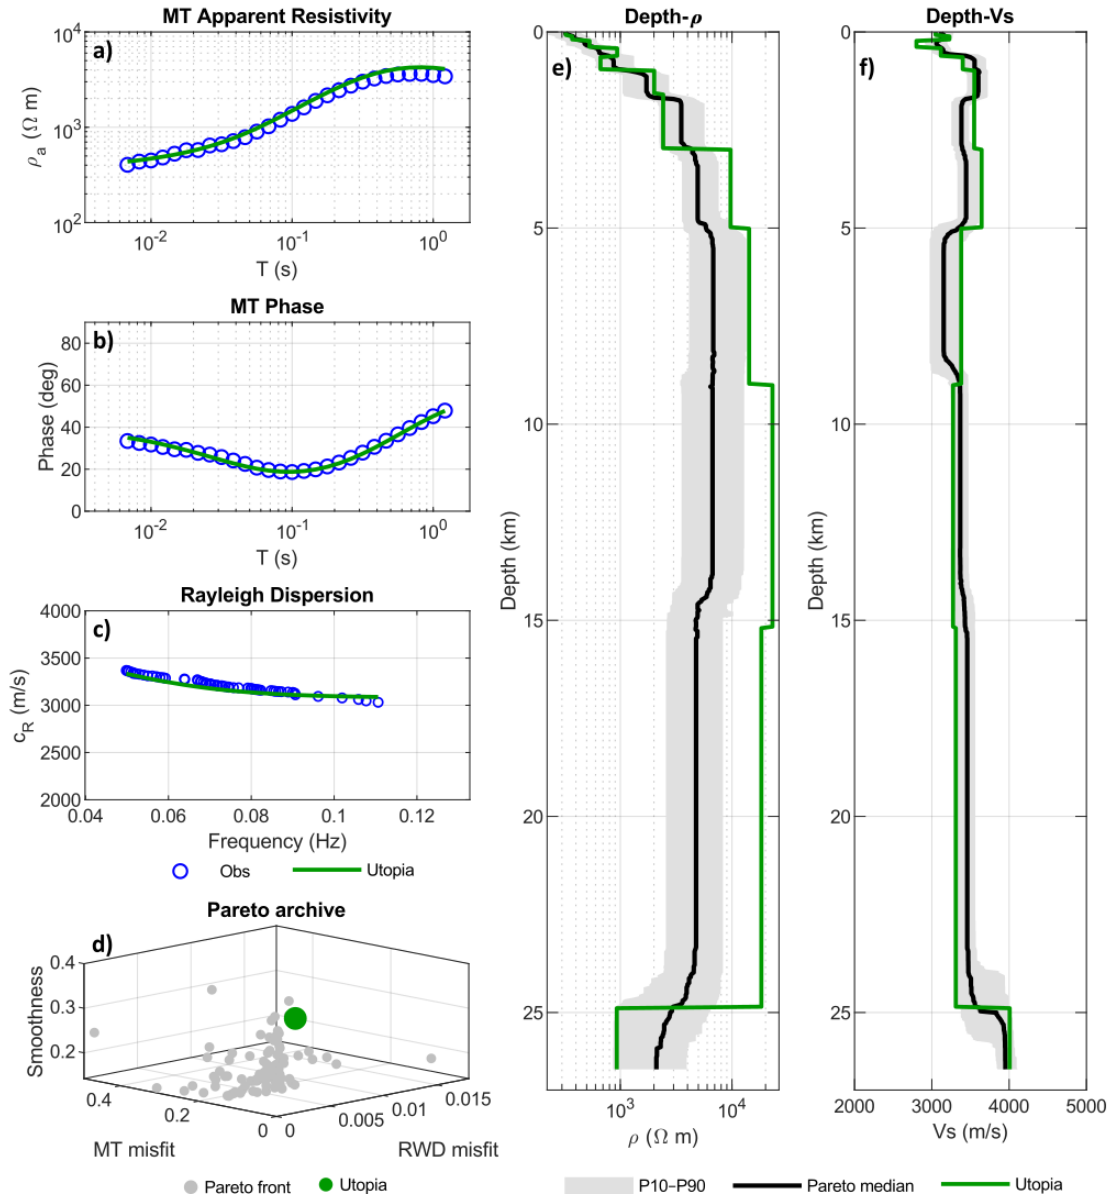 MT Apparent Resistivity
a)
10^4
10^3
10^2
ρ_a (Ω m)
10^-2
10^-1
10^0
T (s)
MT Phase
b)
80
60
40
20
0
Phase (deg)
10^-2
10^-1
10^0
T (s)
Rayleigh Dispersion
c)
4000
3500
3000
2500
2000
c_R (m/s)
0.04
0.06
0.08
0.1
0.12
Frequency (Hz)
Obs
Utopia
Pareto archive
d)
0.4
0.3
0.2
Smoothness
0.4
0.2
0
0
0.005
0.01
0.015
MT misfit
RWD misfit
Pareto front
Utopia
Depth-ρ
e)
0
5
10
15
20
25
Depth (km)
10^3
10^4
ρ (Ω m)
Depth-Vs
f)
0
5
10
15
20
25
Depth (km)
2000
3000
4000
5000
Vs (m/s)
P10–P90
Pareto median
Utopia